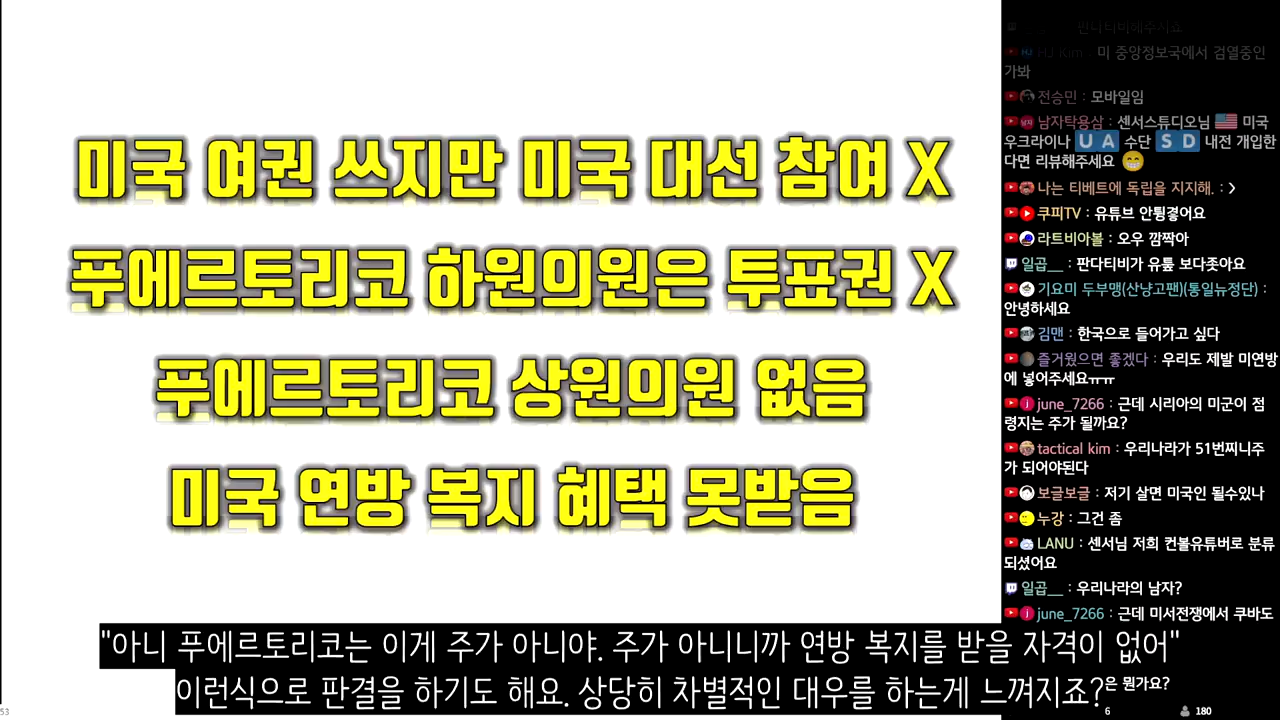 미국 여권 쓰지만 미국 대선 참여 X
푸에르토리코 하원의원은 투표권 X
푸에르토리코 상원의원 없음
미국 연방 복지 혜택 못받음
"아니 푸에르토리코는 이게 주가 아니야. 주가 아니니까 연방 복지를 받을 자격이 없어"
이런식으로 판결을 하기도 해요. 상당히 차별적인 대우를 하는게 느껴지죠?
판다티비해주세요
HJ Kim : 미 중앙정보국에서 검열중인
가봐
전승민 : 모바일임
남자탁용삼 : 센서스튜디오님 🇺🇸 미국
우크라이나 UA 수단 SD 내전 개입한
다면 리뷰해주세요 😁
나는 티베트에 독립을 지지해. : >
쿠피TV : 유튜브 안튕겋어요
라트비아볼 : 오우 깜짝아
일곱__ : 판다티비가 유튶 보다좃아요
기요미 두부맹(산냥고팬)(통일뉴정단) :
안녕하세요
김맨 : 한국으로 들어가고 싶다
즐거웠으면 좋겠다 : 우리도 제발 미연방
에 넣어주세요ㅠㅠ
june_7266 : 근데 시리아의 미군이 점
령지는 주가 될까요?
tactical kim : 우리나라가 51번찌니주
가 되어야된다
보글보글 : 저기 살면 미국인 될수있나
누강 : 그건 좀
LANU : 센서님 저희 컨볼유튜버로 분류
되셨어요
일곱__ : 우리나라의 남자?
june_7266 : 근데 미서전쟁에서 쿠바도
은 뭔가요?
6
180
53